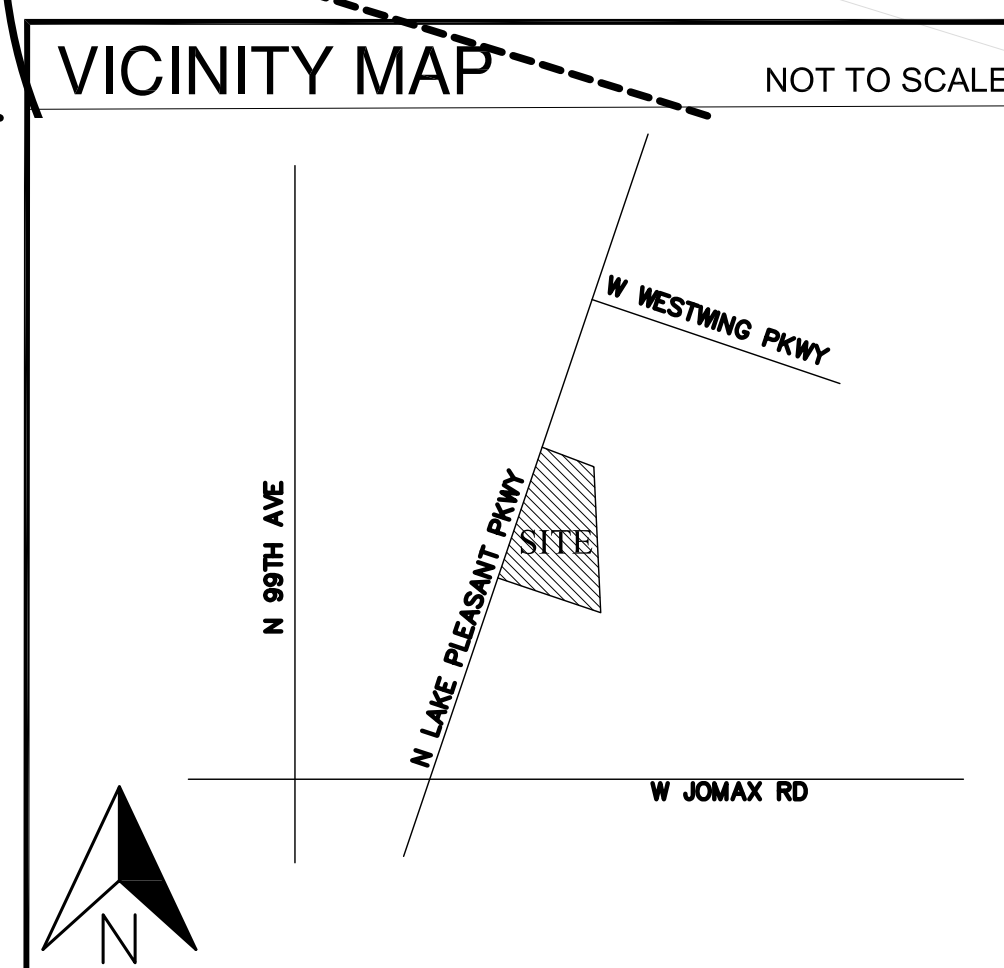 VICINITY MAP
NOT TO SCALE
W WESTWING PKWY
N LAKE PLEASANT PKWY
N 99TH AVE
SITE
W JOMAX RD
N